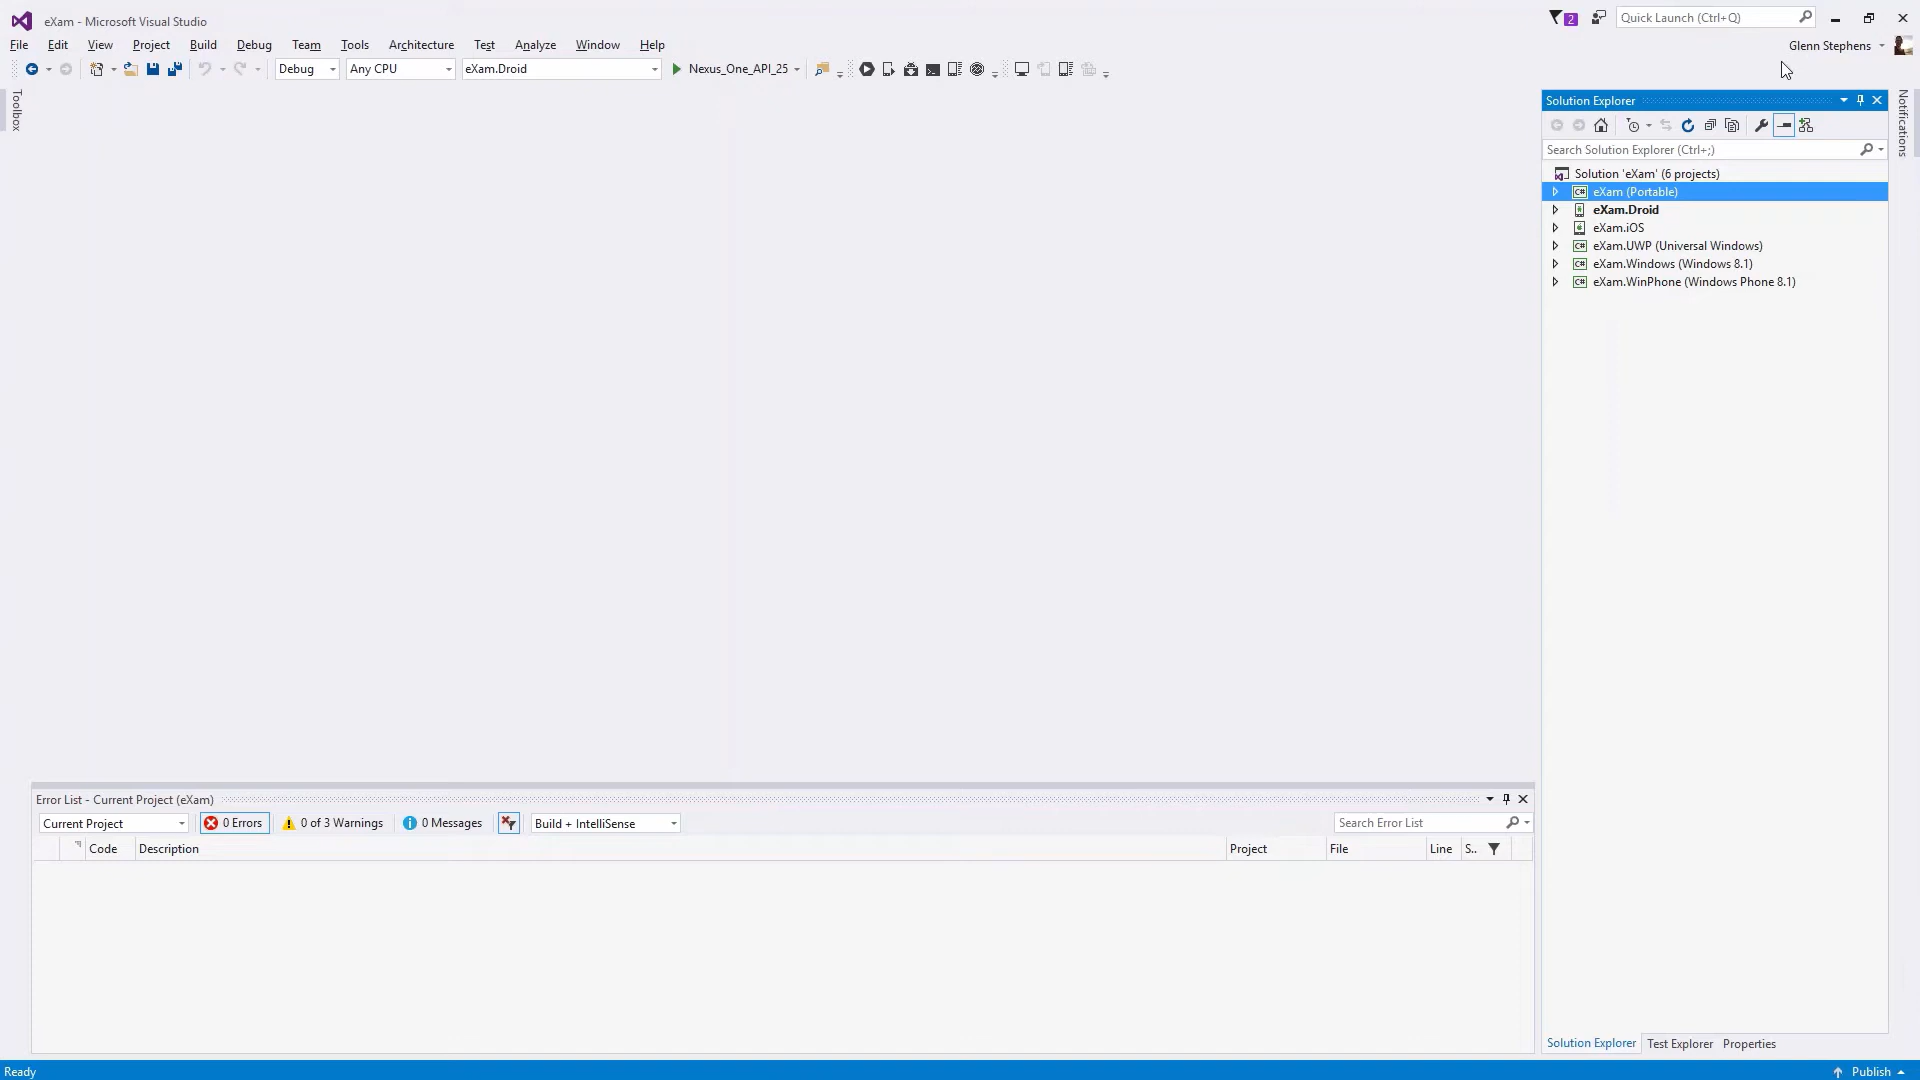 eXam - Microsoft Visual Studio
2
Quick Launch (Ctrl+Q)
File Edit View Project Build Debug Team Tools Architecture Test Analyze Window Help
Glenn Stephens
Debug Any CPU eXam.Droid Nexus_One_API_25
Toolbox
Solution Explorer
Notifications
Search Solution Explorer (Ctrl+;)
Solution 'eXam' (6 projects)
C# eXam (Portable)
eXam.Droid
eXam.iOS
C# eXam.UWP (Universal Windows)
C# eXam.Windows (Windows 8.1)
C# eXam.WinPhone (Windows Phone 8.1)
Error List - Current Project (eXam)
Current Project 0 Errors 0 of 3 Warnings 0 Messages Build + IntelliSense Search Error List
Code Description Project File Line S..
Solution Explorer Test Explorer Properties
Ready Publish